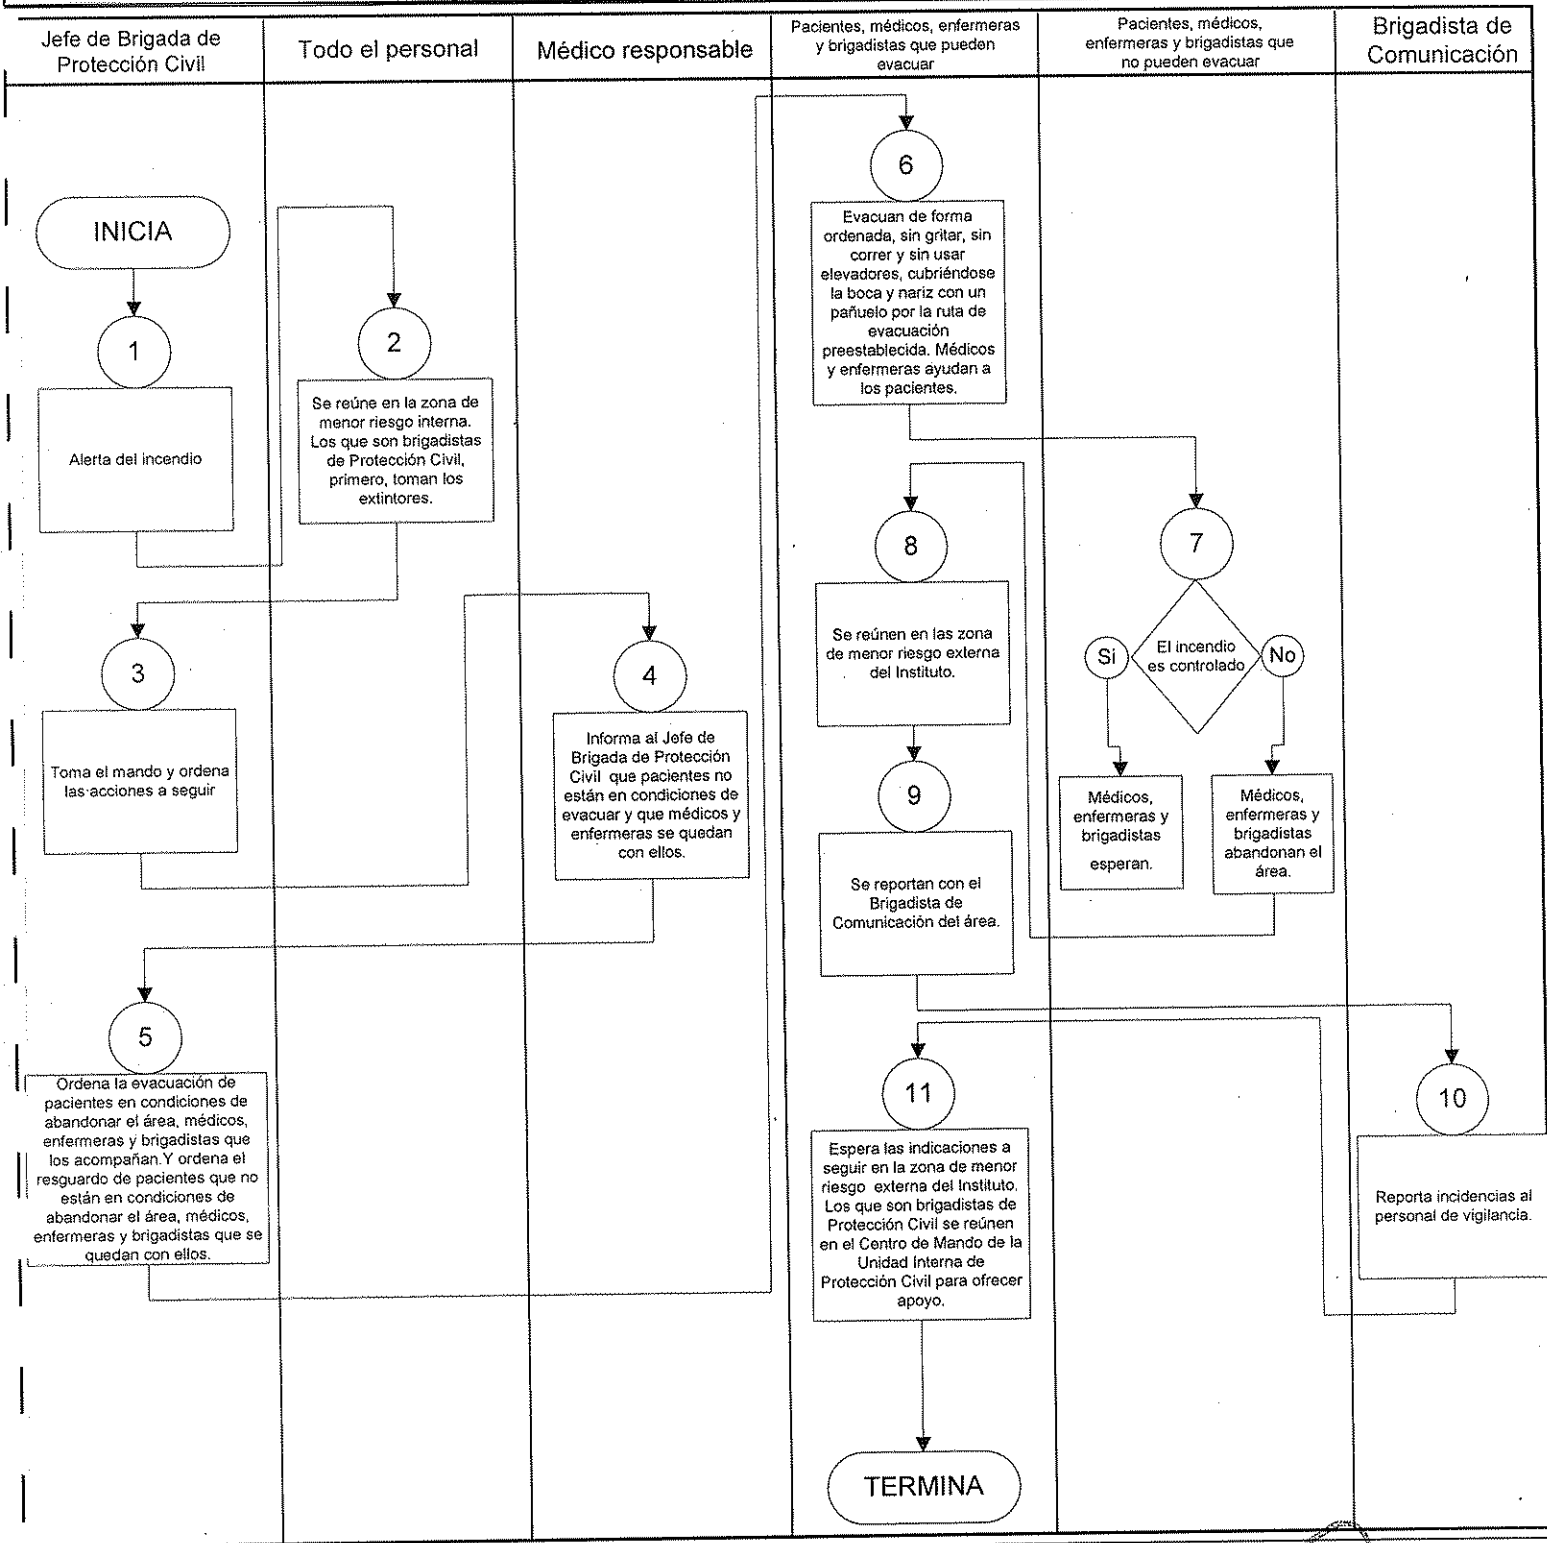 Jefe de Brigada de
Protección Civil
Todo el personal
Médico responsable
Pacientes, médicos, enfermeras
y brigadistas que pueden
evacuar
Pacientes, médicos,
enfermeras y brigadistas que
no pueden evacuar
Brigadista de
Comunicación
INICIA
1
Alerta del incendio
2
Se reúne en la zona de
menor riesgo interna.
Los que son brigadistas
de Protección Civil,
primero, toman los
extintores.
3
Toma el mando y ordena
las acciones a seguir
4
Informa al Jefe de
Brigada de Protección
Civil que pacientes no
están en condiciones de
evacuar y que médicos y
enfermeras se quedan
con ellos.
5
Ordena la evacuación de
pacientes en condiciones de
abandonar el área, médicos,
enfermeras y brigadistas que
los acompañan.Y ordena el
resguardo de pacientes que no
están en condiciones de
abandonar el área, médicos,
enfermeras y brigadistas que se
quedan con ellos.
6
Evacuan de forma
ordenada, sin gritar, sin
correr y sin usar
elevadores, cubriéndose
la boca y nariz con un
pañuelo por la ruta de
evacuación
preestablecida. Médicos
y enfermeras ayudan a
los pacientes.
7
El incendio
es controlado
Si
No
Médicos,
enfermeras y
brigadistas
esperan.
Médicos,
enfermeras y
brigadistas
abandonan el
área.
8
Se reúnen en las zona
de menor riesgo externa
del Instituto.
9
Se reportan con el
Brigadista de
Comunicación del área.
10
Reporta incidencias al
personal de vigilancia.
11
Espera las indicaciones a
seguir en la zona de menor
riesgo externa del Instituto.
Los que son brigadistas de
Protección Civil se reúnen
en el Centro de Mando de la
Unidad Interna de
Protección Civil para ofrecer
apoyo.
TERMINA